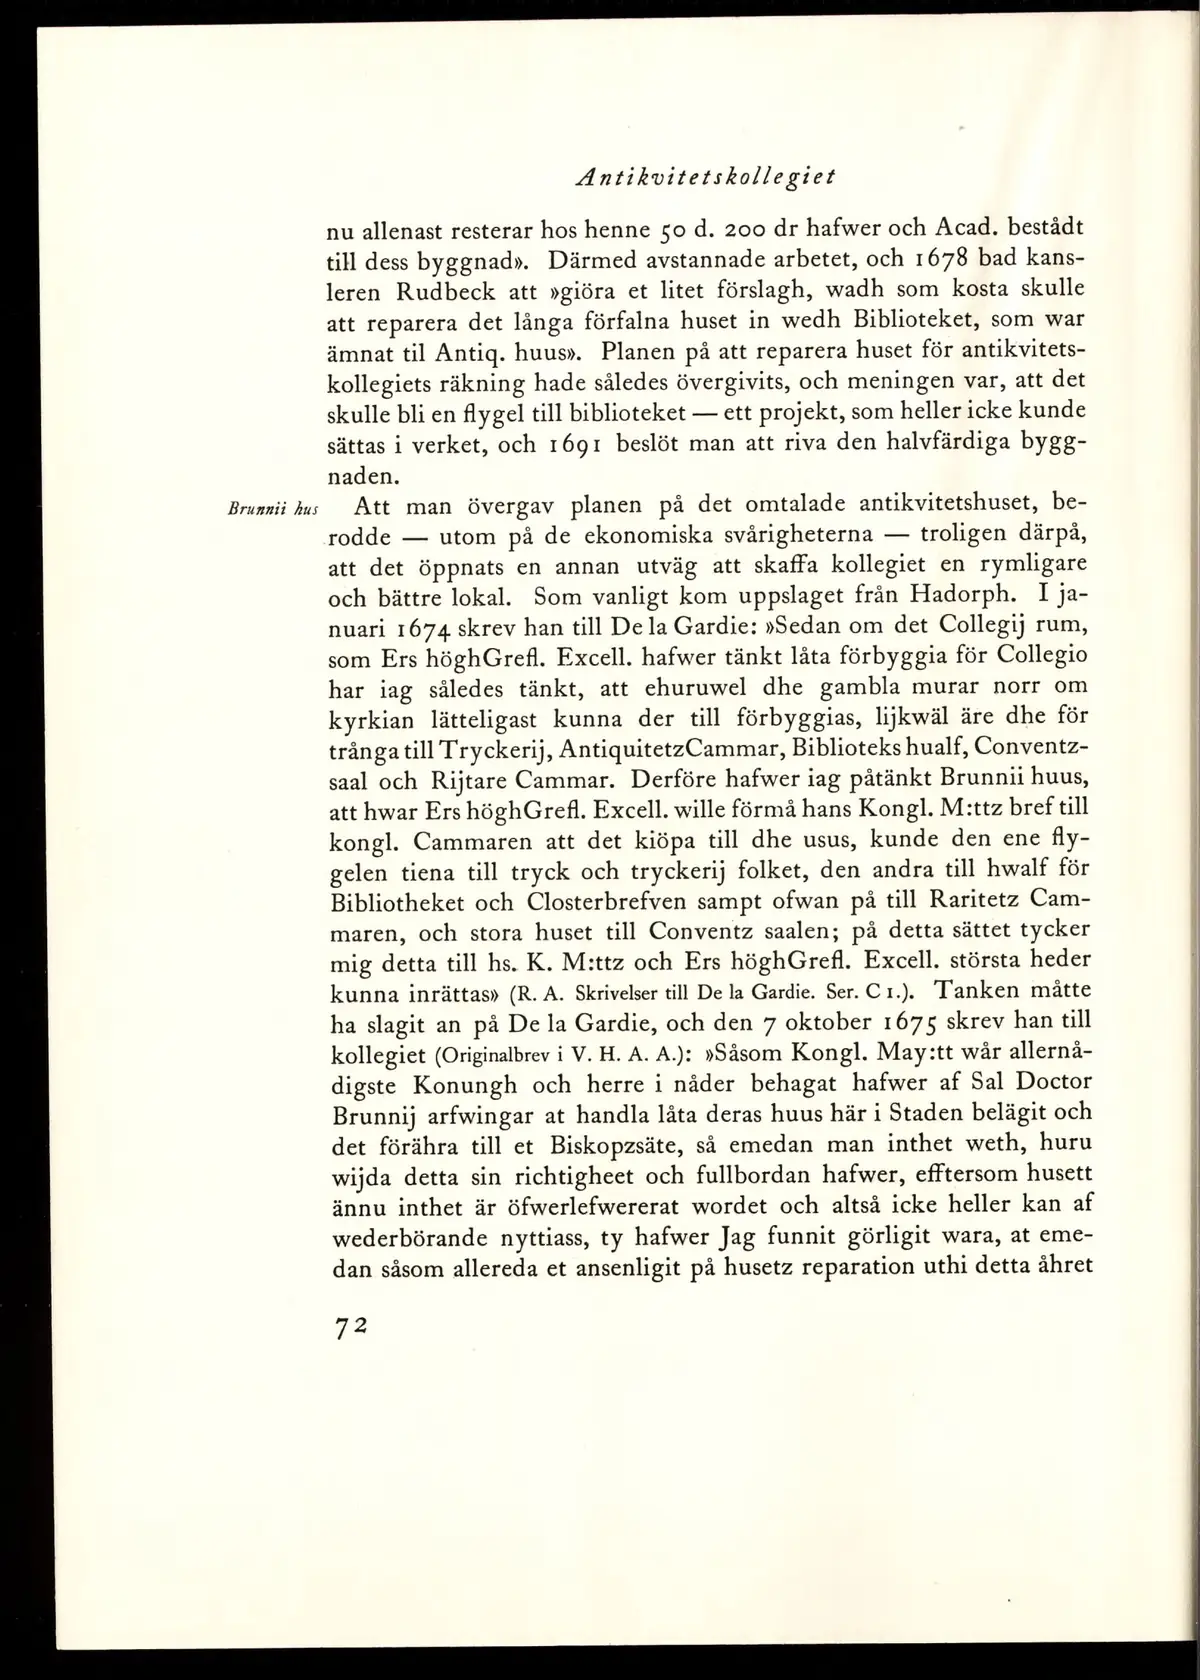 Antikvitetskollegiet
nu allenast resterar hos henne 50 d. 200 dr hafwer och Acad. bestådt
till dess byggnad». Därmed avstannade arbetet, och 1678 bad kans-
leren Rudbeck att »giöra et litet förslagh, wadh som kosta skulle
att reparera det långa förfalna huset in wedh Biblioteket, som war
ämnat til Antiq. huus». Planen på att reparera huset för antikvitets-
kollegiets räkning hade således övergivits, och meningen var, att det
skulle bli en flygel till biblioteket — ett projekt, som heller icke kunde
sättas i verket, och 1691 beslöt man att riva den halvfärdiga bygg-
naden.
Brunnii hus Att man övergav planen på det omtalade antikvitetshuset, be-
rodde — utom på de ekonomiska svårigheterna — troligen därpå,
att det öppnats en annan utväg att skaffa kollegiet en rymligare
och bättre lokal. Som vanligt kom uppslaget från Hadorph. I ja-
nuari 1674 skrev han till De la Gardie: »Sedan om det Collegij rum,
som Ers höghGrefl. Excell. hafwer tänkt låta förbyggia för Collegio
har iag således tänkt, att ehuruwel dhe gambla murar norr om
kyrkian lätteligast kunna der till förbyggias, lijkwäl äre dhe för
trånga till Tryckerij, AntiquitetzCammar, Biblioteks hualf, Conventz-
saal och Rijtare Cammar. Derföre hafwer iag påtänkt Brunnii huus,
att hwar Ers höghGrefl. Excell. wille förmå hans Kongl. M:ttz bref till
kongl. Cammaren att det kiöpa till dhe usus, kunde den ene fly-
gelen tiena till tryck och tryckerij folket, den andra till hwalf för
Bibliotheket och Closterbrefven sampt ofwan på till Raritetz Cam-
maren, och stora huset till Conventz saalen; på detta sättet tycker
mig detta till hs. K. M:ttz och Ers höghGrefl. Excell. största heder
kunna inrättas» (R. A. Skrivelser till De la Gardie. Ser. C 1.). Tanken måtte
ha slagit an på De la Gardie, och den 7 oktober 1675 skrev han till
kollegiet (Originalbrev i V. H. A. A.): »Såsom Kongl. May:tt wår allernå-
digste Konungh och herre i nåder behagat hafwer af Sal Doctor
Brunnij arfwingar at handla låta deras huus här i Staden belägit och
det förähra till et Biskopzsäte, så emedan man inthet weth, huru
wijda detta sin richtigheet och fullbordan hafwer, efftersom husett
ännu inthet är öfwerlefwererat wordet och altså icke heller kan af
wederbörande nyttiass, ty hafwer Jag funnit görligit wara, at eme-
dan såsom allereda et ansenligit på husetz reparation uthi detta åhret
72